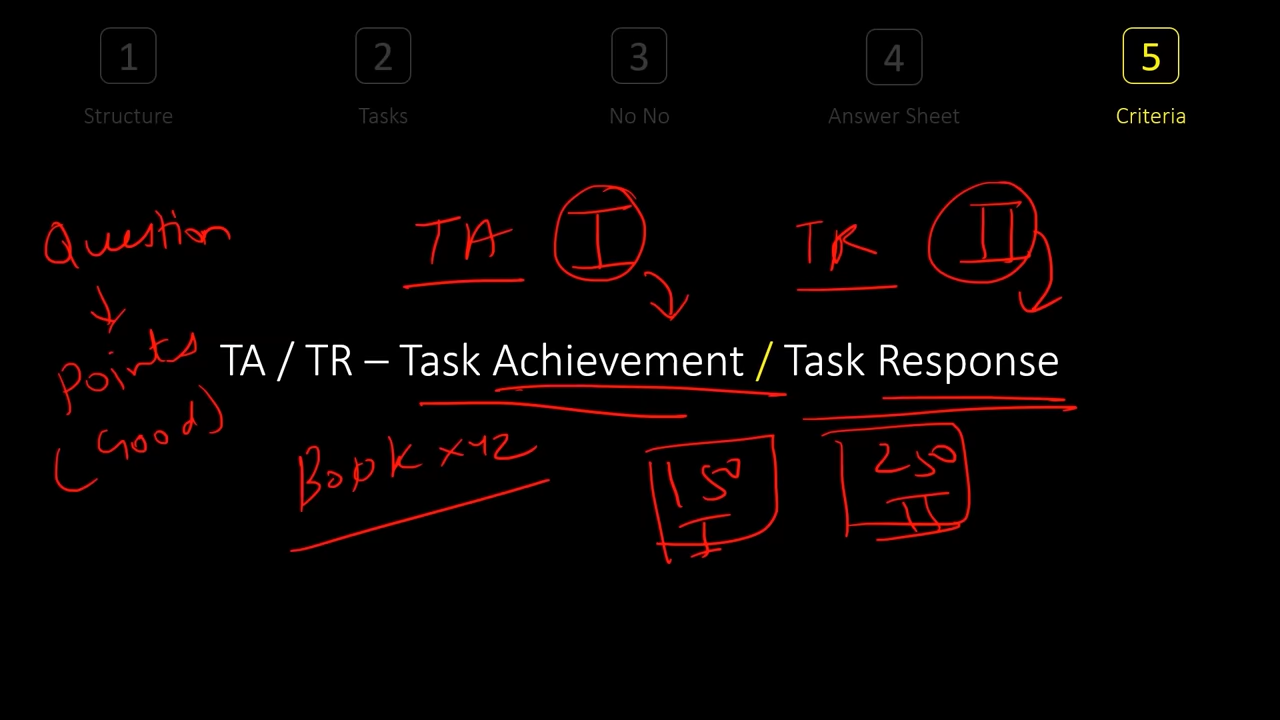 1 2 3 4 5
Structure Tasks No No Answer Sheet Criteria
Question TA I TR II
TA / TR – Task Achievement / Task Response
Points
(Good)
Book xyz 150 250
I II